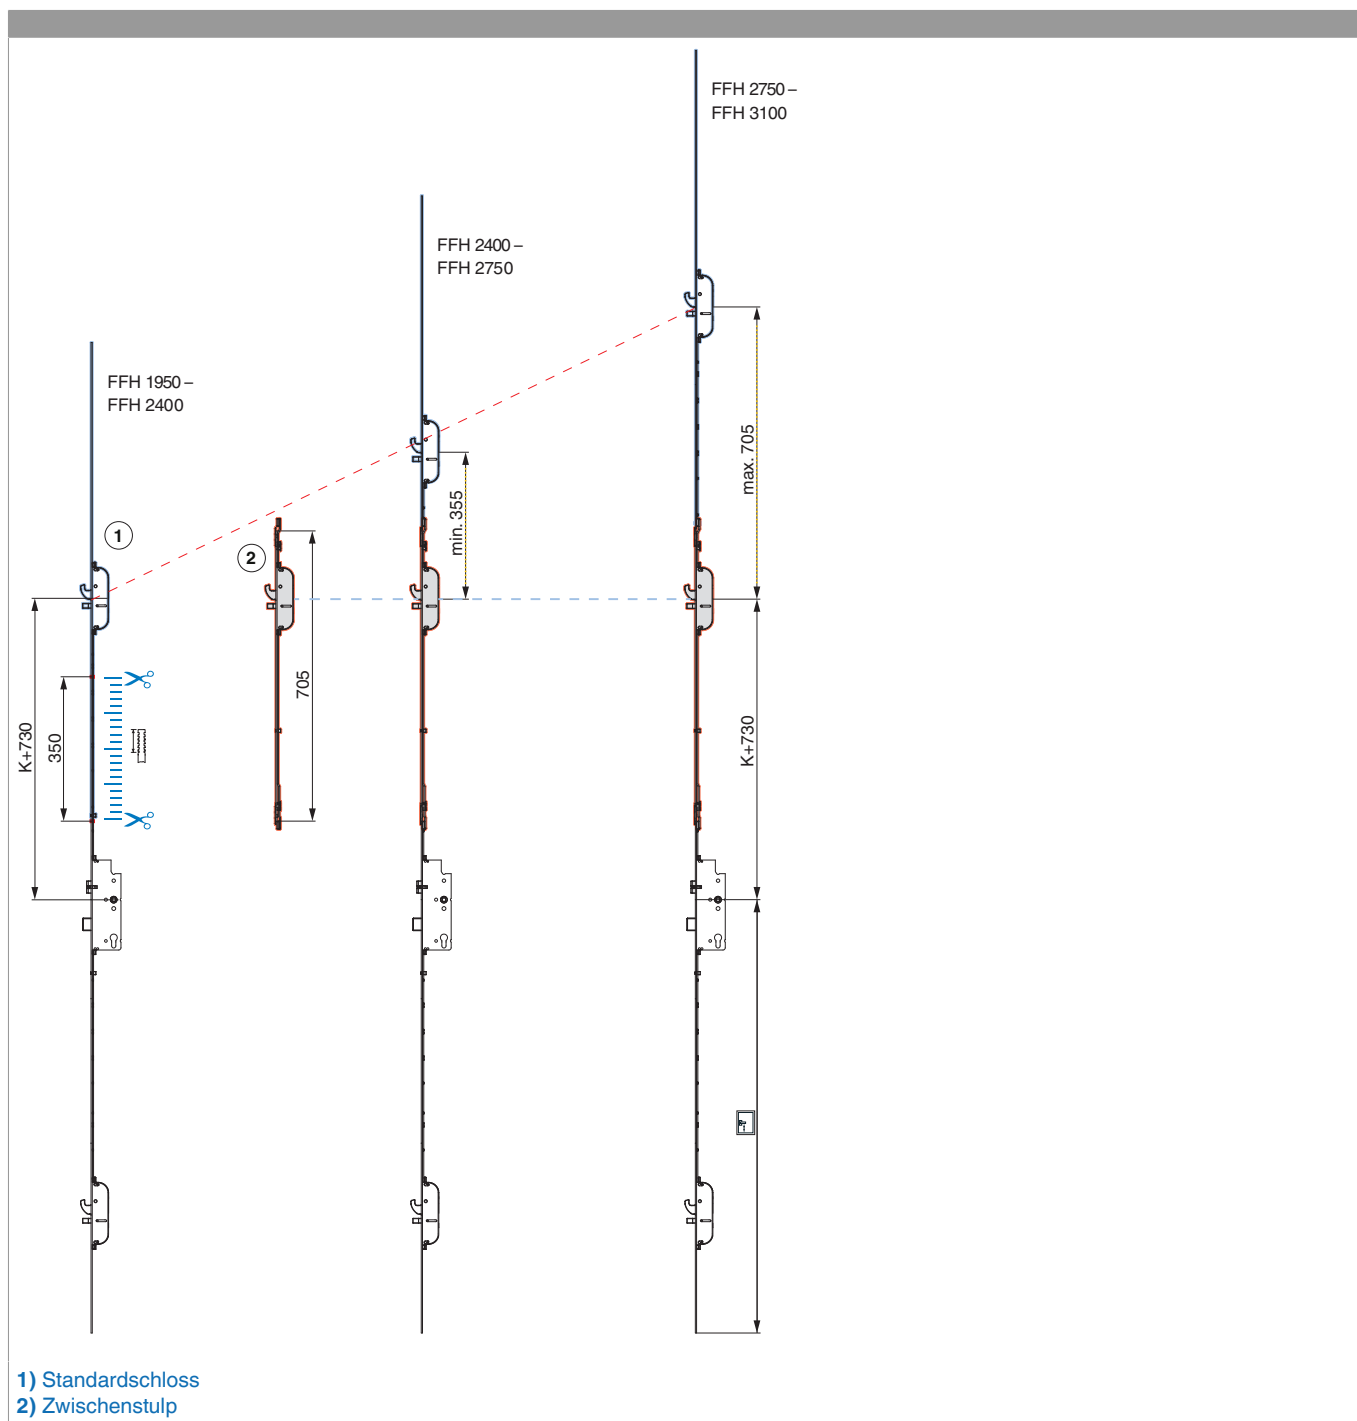 FFH 2750 –
FFH 3100
FFH 2400 –
FFH 2750
FFH 1950 –
FFH 2400
1
2
max. 705
min. 355
705
K+730
350
K+730
1) Standardschloss
2) Zwischenstulp